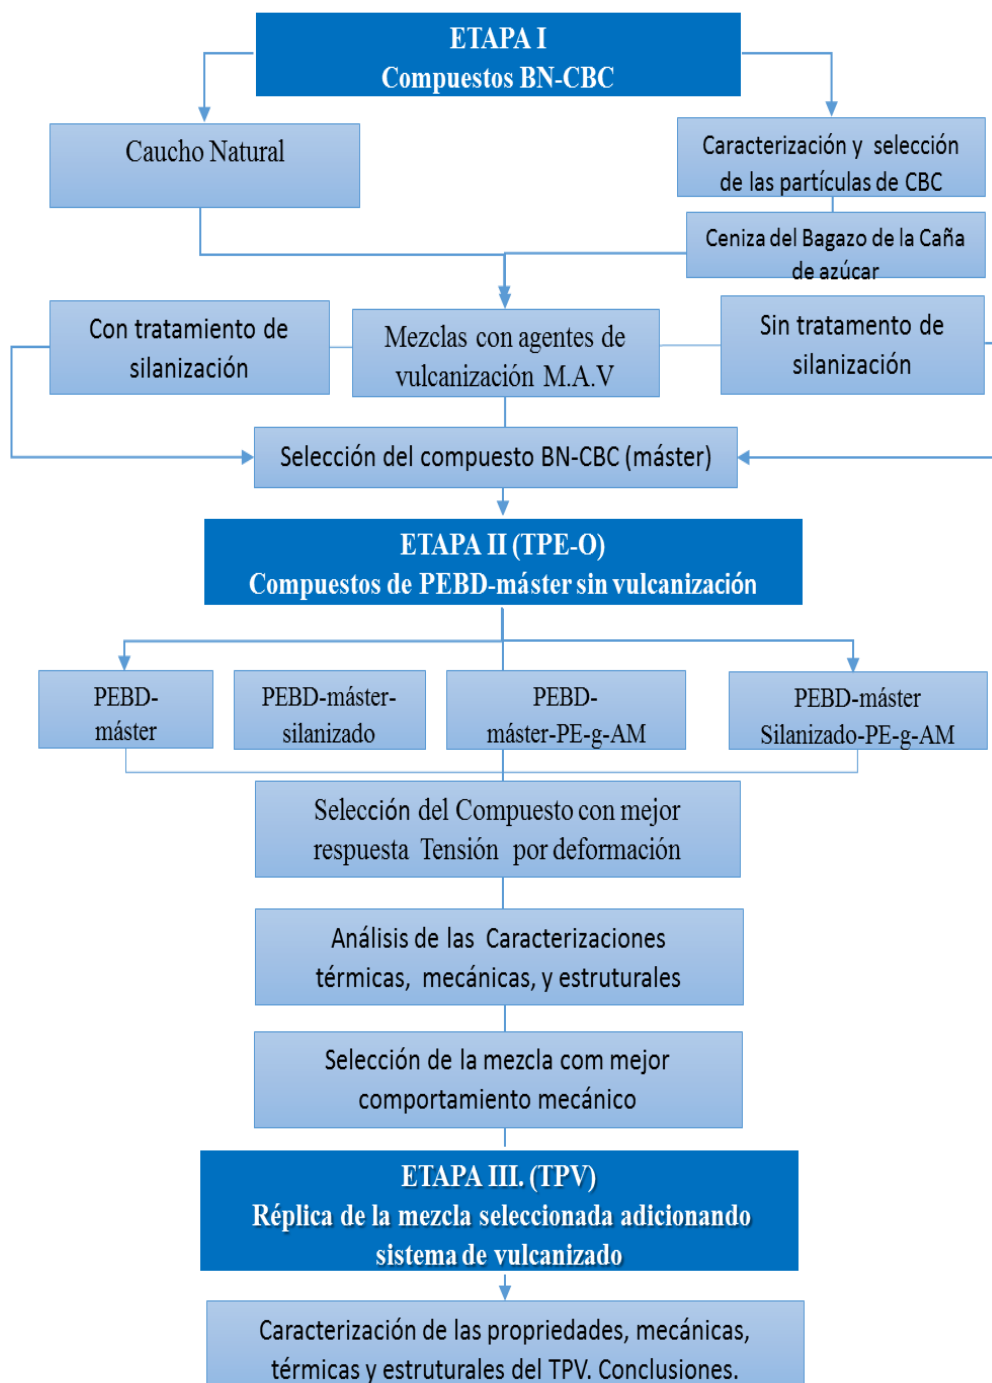 ETAPA I
Compuestos BN-CBC
Caucho Natural
Caracterización y selección
de las partículas de CBC
Ceniza del Bagazo de la Caña
de azúcar
Con tratamiento de
silanización
Mezclas con agentes de
vulcanización M.A.V
Sin tratamento de
silanización
Selección del compuesto BN-CBC (máster)
ETAPA II (TPE-O)
Compuestos de PEBD-máster sin vulcanización
PEBD-
máster
PEBD-máster-
silanizado
PEBD-
máster-PE-g-AM
PEBD-máster
Silanizado-PE-g-AM
Selección del Compuesto con mejor
respuesta Tensión por deformación
Análisis de las Caracterizaciones
térmicas, mecánicas, y estruturales
Selección de la mezcla com mejor
comportamiento mecánico
ETAPA III. (TPV)
Réplica de la mezcla seleccionada adicionando
sistema de vulcanizado
Caracterización de las propriedades, mecánicas,
térmicas y estructurales del TPV. Conclusiones.